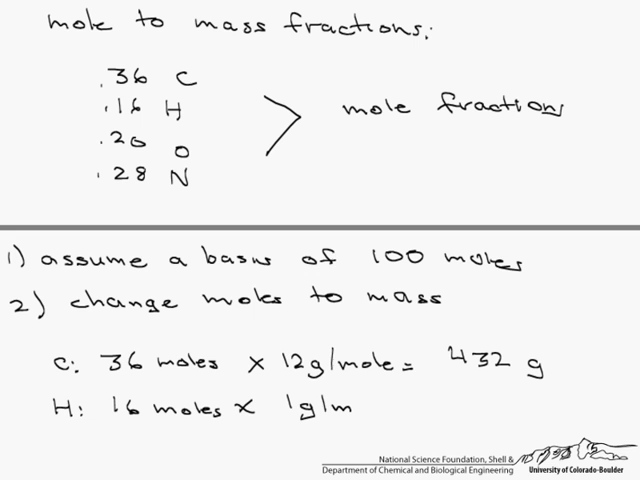 mole to mass fractions:
.36 C
.16 H
.20 O
.28 N
mole fractions
1) assume a basis of 100 moles
2) change moles to mass
C: 36 moles x 12g/mole = 432 g
H: 16 moles x 1g/m
National Science Foundation, Shell &
Department of Chemical and Biological Engineering
University of Colorado-Boulder